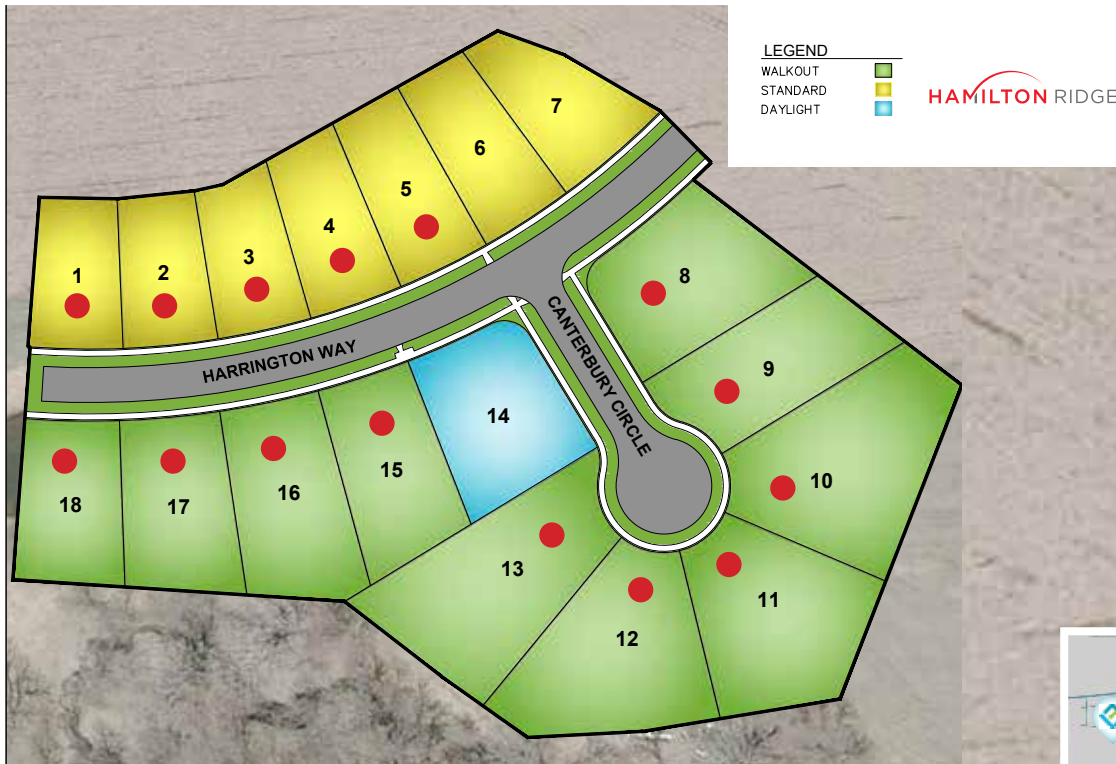 LEGEND
WALKOUT
STANDARD
DAYLIGHT
HAMILTON RIDGE
7
6
5
4
3
2
1
8
9
10
11
12
13
14
15
16
17
18
HARRINGTON WAY
CANTERBURY CIRCLE